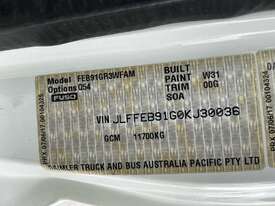 Model FEB91GR3WFAM
Options 054
FUSO
BUILT
PAINT W31
TRIM 00G
SOA
VIN JLFFEB91G0KJ30036
GCM 11700KG
DAIMLER TRUCK AND BUS AUSTRALIA PACIFIC PTY LTD